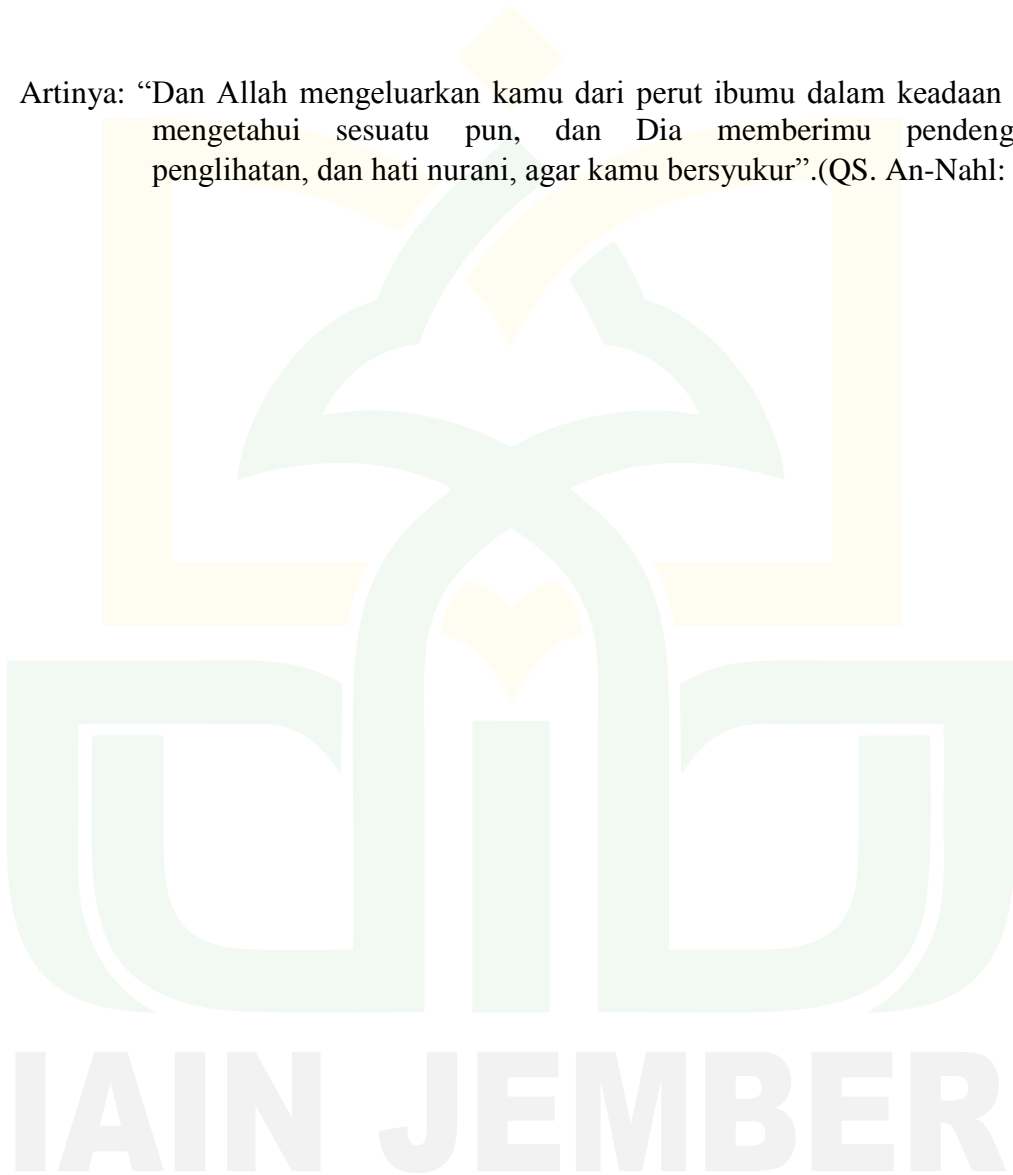 Artinya: “Dan Allah mengeluarkan kamu dari perut ibumu dalam keadaan
mengetahui sesuatu pun, dan Dia memberimu pendeng
penglihatan, dan hati nurani, agar kamu bersyukur”.(QS. An-Nahl:
IAIN JEMBER